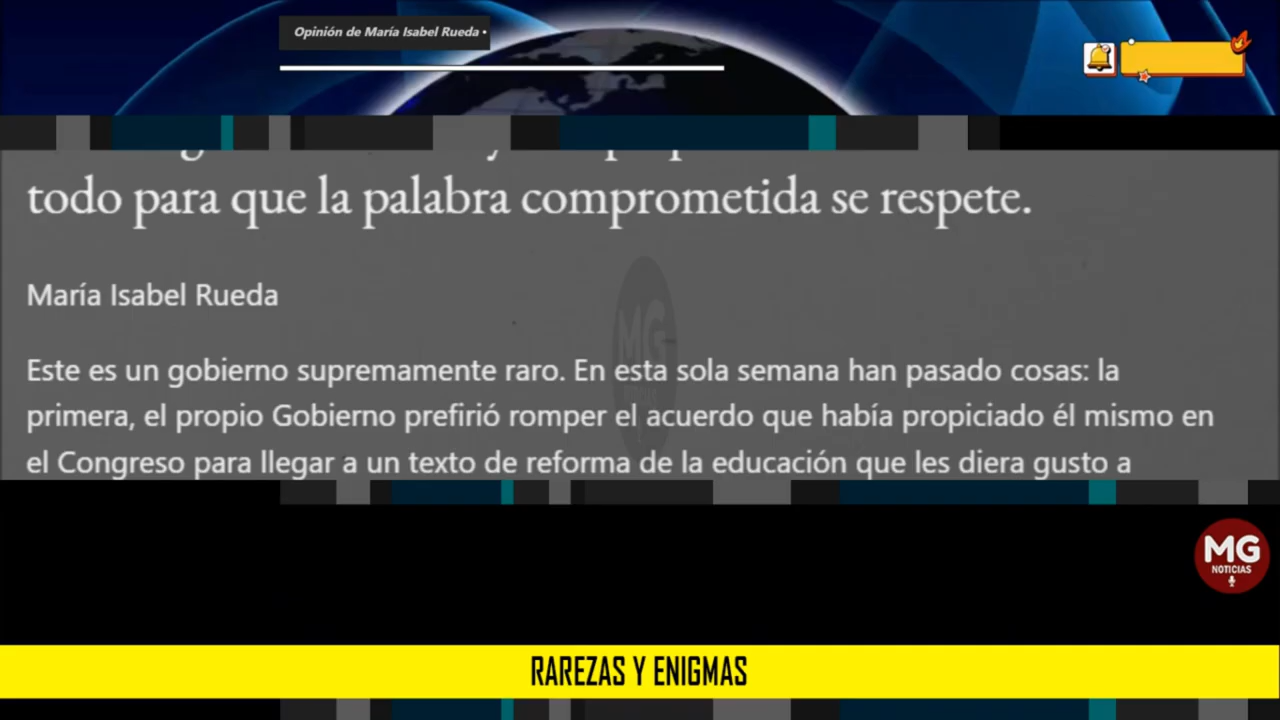 Opinión de María Isabel Rueda •
todo para que la palabra comprometida se respete.
María Isabel Rueda
Este es un gobierno supremamente raro. En esta sola semana han pasado cosas: la
primera, el propio Gobierno prefirió romper el acuerdo que había propiciado él mismo en
el Congreso para llegar a un texto de reforma de la educación que les diera gusto a
MG
MG
NOTICIAS
RAREZAS Y ENIGMAS